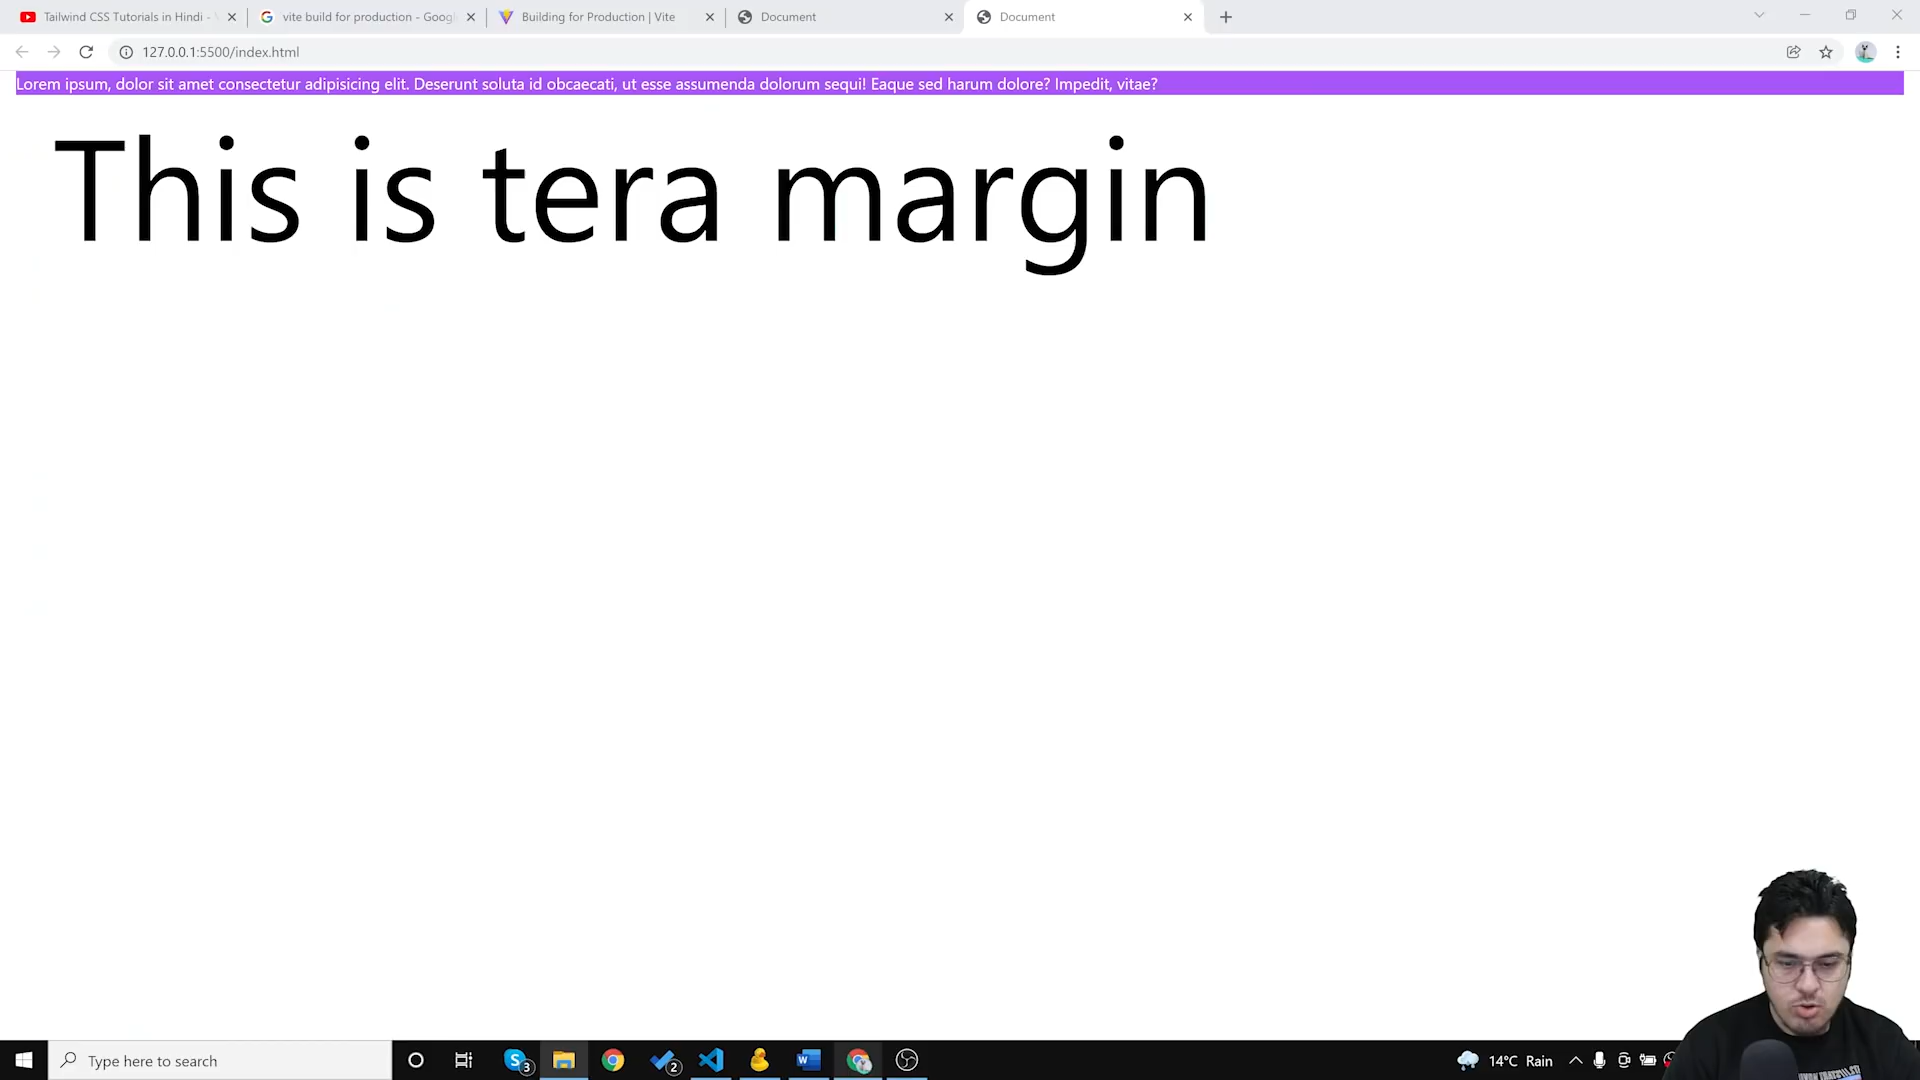 Tailwind CSS Tutorials in Hindi -
vite build for production - Goog
Building for Production | Vite
Document
Document
127.0.0.1:5500/index.html
Lorem ipsum, dolor sit amet consectetur adipisicing elit. Deserunt soluta id obcaecati, ut esse assumenda dolorum sequi! Eaque sed harum dolore? Impedit, vitae?
This is tera margin
Type here to search
3
2
14°C Rain